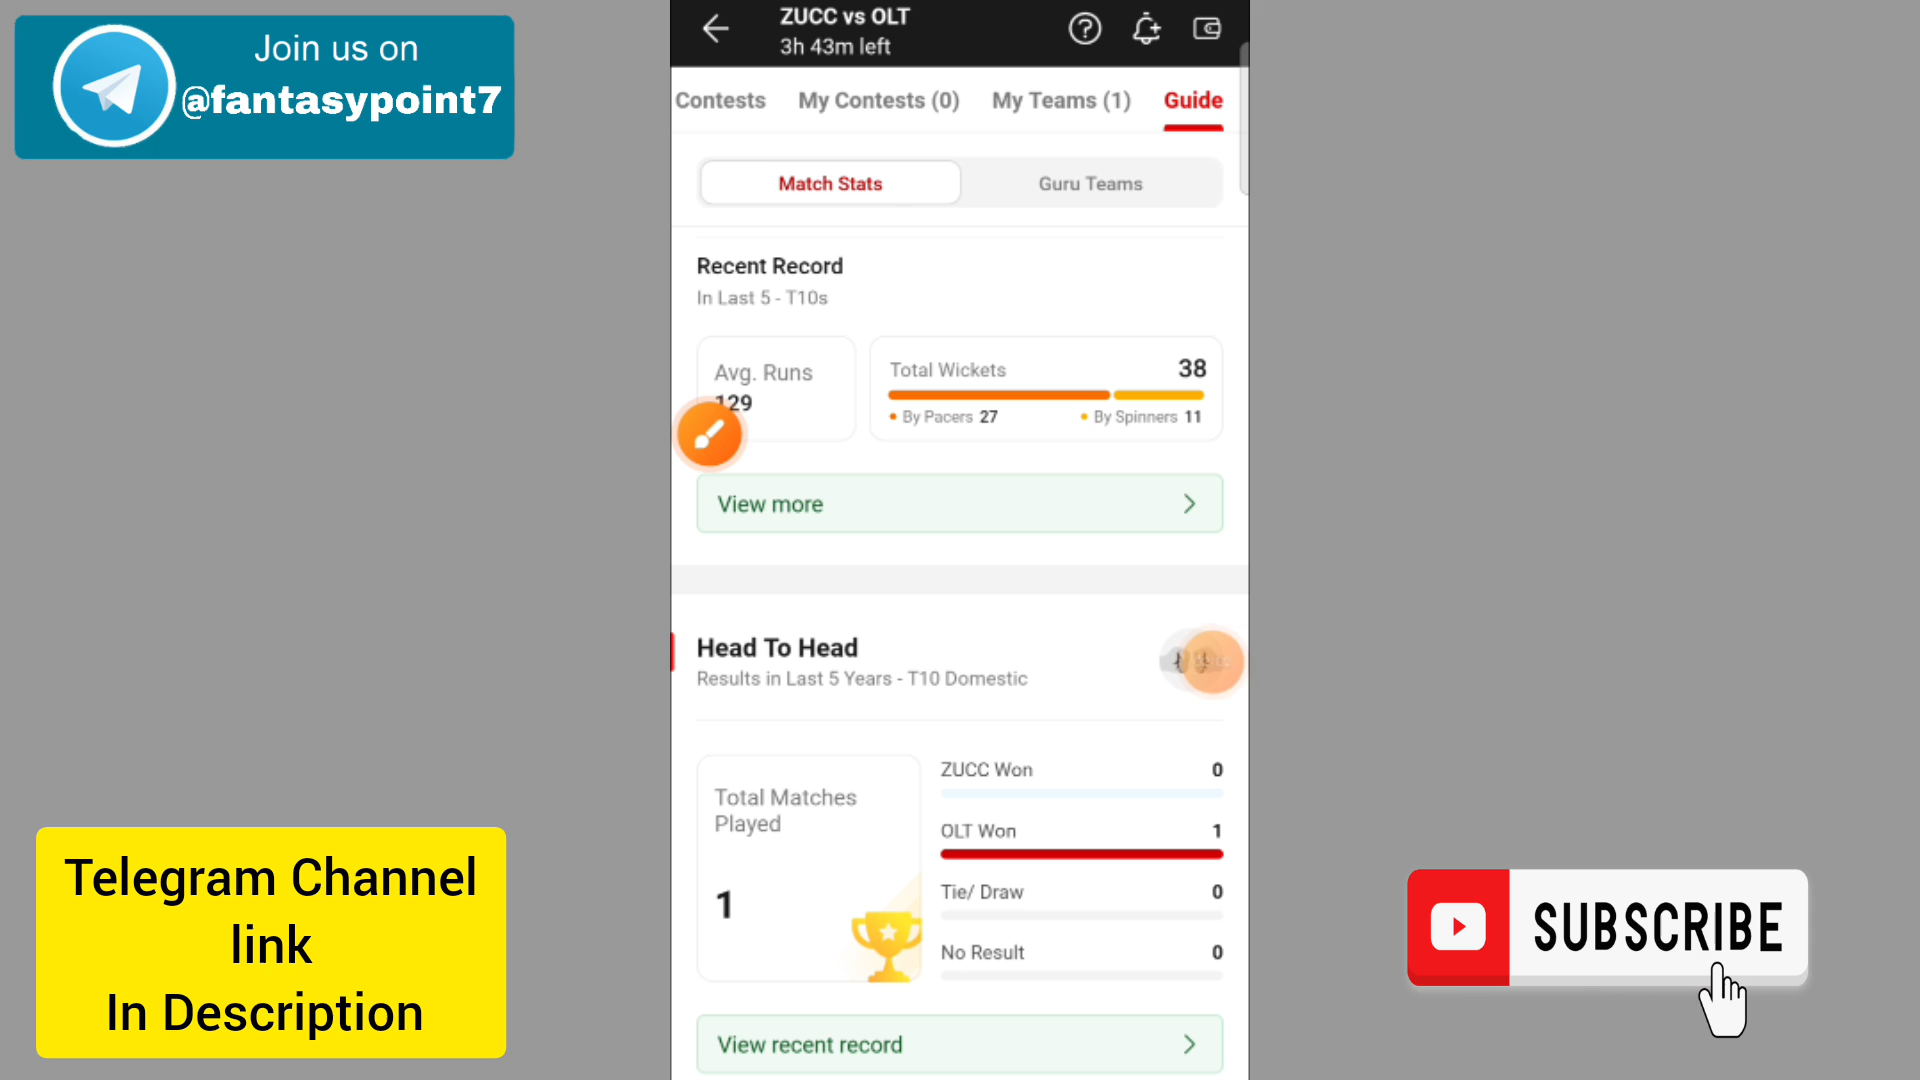 Join us on
@fantasypoint7
ZUCC vs OLT
3h 43m left
Contests
My Contests (0)
My Teams (1)
Guide
Match Stats
Guru Teams
Recent Record
In Last 5 - T10s
Avg. Runs
129
Total Wickets
38
By Pacers 27
By Spinners 11
View more
Head To Head
Results in Last 5 Years - T10 Domestic
Total Matches
Played
1
ZUCC Won
0
OLT Won
1
Tie/ Draw
0
No Result
0
View recent record
Telegram Channel
link
In Description
SUBSCRIBE